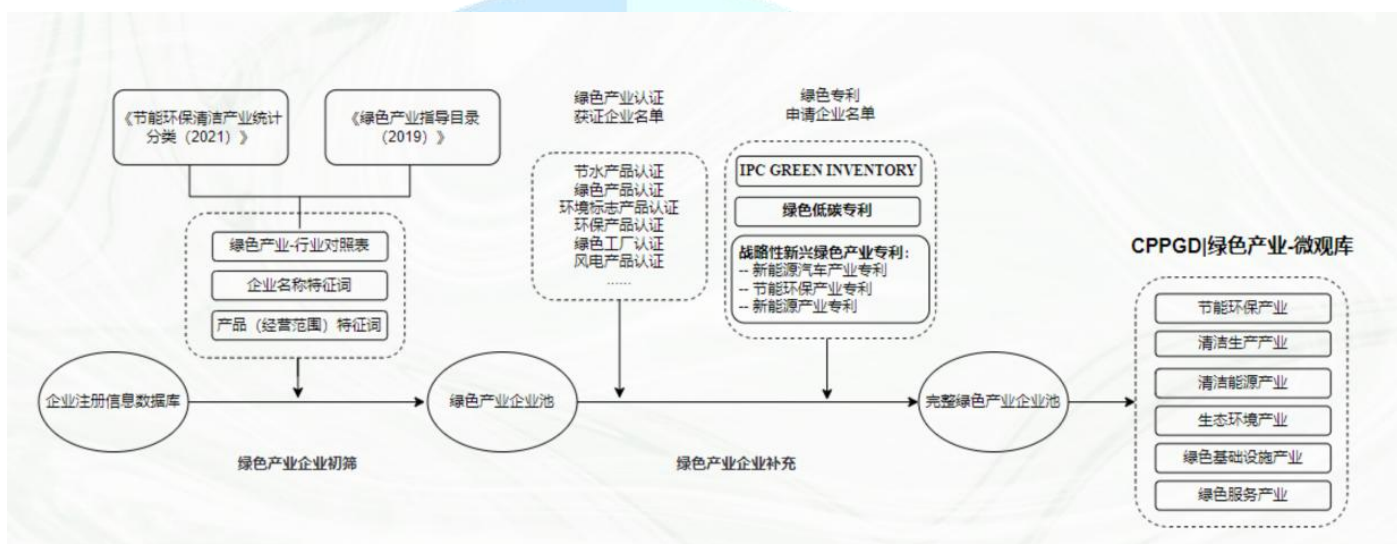 《节能环保清洁产业统计
分类（2021）》
《绿色产业指导目录
（2019）》
绿色产业-行业对照表
企业名称特征词
产品（经营范围）特征词
企业注册信息数据库
绿色产业企业初筛
绿色产业企业池
绿色产业认证
获证企业名单
节水产品认证
绿色产品认证
环境标志产品认证
环保产品认证
绿色工厂认证
风电产品认证
......
绿色专利
申请企业名单
IPC GREEN INVENTORY
绿色低碳专利
战略性新兴绿色产业专利：
-- 新能源汽车产业专利
-- 节能环保产业专利
-- 新能源产业专利
绿色产业企业补充
完整绿色产业企业池
CPPGD|绿色产业-微观库
节能环保产业
清洁生产产业
清洁能源产业
生态环境产业
绿色基础设施产业
绿色服务产业